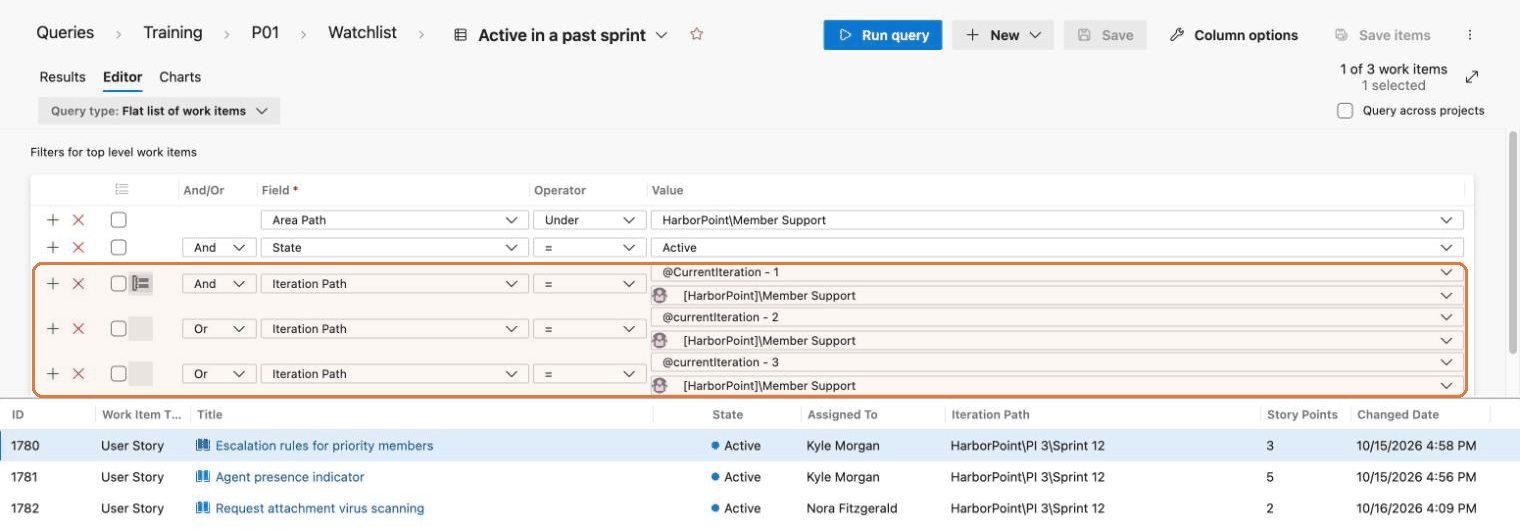 Queries > Training > P01 > Watchlist > Active in a past sprint
Run query + New Save Column options Save items
Results Editor Charts
1 of 3 work items
1 selected
Query type: Flat list of work items
Query across projects
Filters for top level work items
And/Or Field * Operator Value
Area Path Under HarborPoint\Member Support
And State = Active
And Iteration Path = @CurrentIteration - 1
[HarborPoint]\Member Support
Or Iteration Path = @currentIteration - 2
[HarborPoint]\Member Support
Or Iteration Path = @currentIteration - 3
[HarborPoint]\Member Support
ID Work Item T... Title State Assigned To Iteration Path Story Points Changed Date
1780 User Story Escalation rules for priority members Active Kyle Morgan HarborPoint\PI 3\Sprint 12 3 10/15/2026 4:58 PM
1781 User Story Agent presence indicator Active Kyle Morgan HarborPoint\PI 3\Sprint 12 5 10/15/2026 4:56 PM
1782 User Story Request attachment virus scanning Active Nora Fitzgerald HarborPoint\PI 3\Sprint 12 2 10/16/2026 4:09 PM